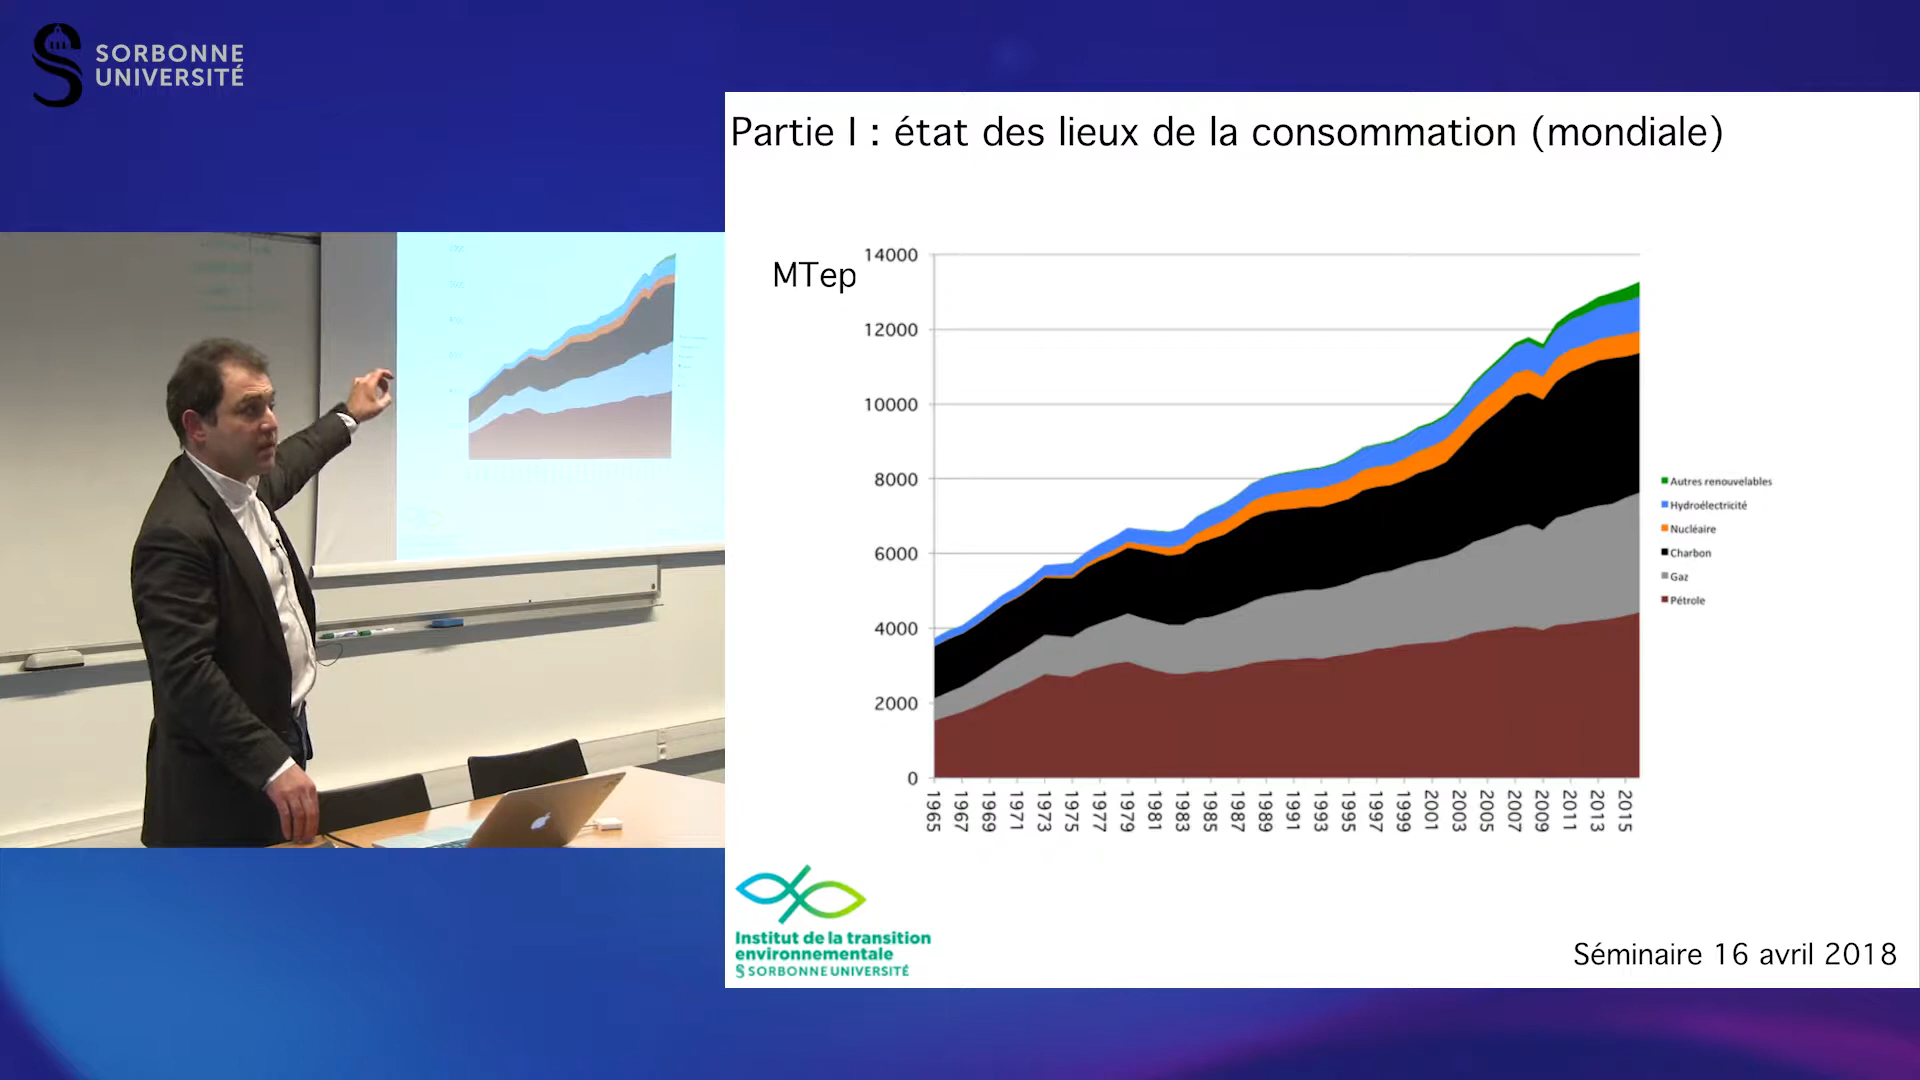 SORBONNE
UNIVERSITÉ
Partie I : état des lieux de la consommation (mondiale)
MTep
14000
12000
10000
8000
6000
4000
2000
0
1965 1967 1969 1971 1973 1975 1977 1979 1981 1983 1985 1987 1989 1991 1993 1995 1997 1999 2001 2003 2005 2007 2009 2011 2013 2015
Autres renouvelables
Hydroélectricité
Nucléaire
Charbon
Gaz
Pétrole
Institut de la transition
environnementale
SORBONNE UNIVERSITÉ
Séminaire 16 avril 2018